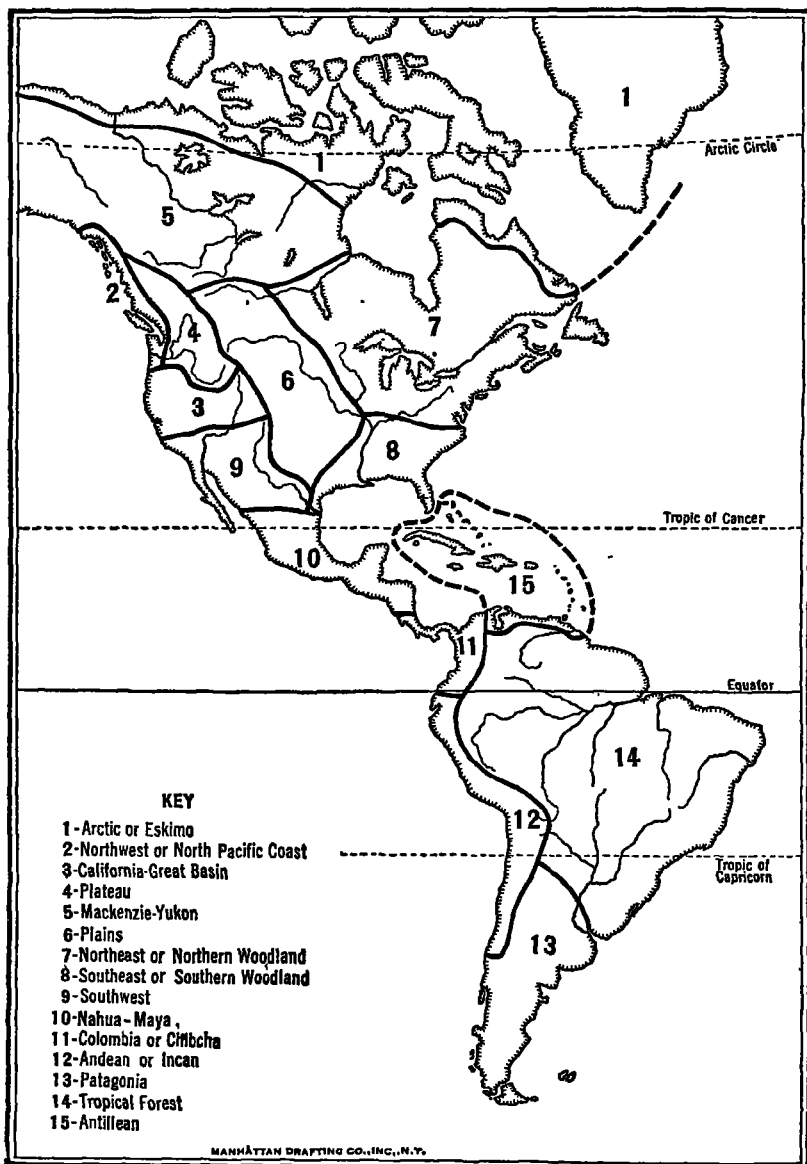 1
Arctic Circle
1
5
2
7
4
6
3
8
9
Tropic of Cancer
10
15
11
Equator
14
KEY
12
1-Arctic or Eskimo
2-Northwest or North Pacific Coast
3-California-Great Basin
Tropic of
Capricorn
4-Plateau
5-Mackenzie-Yukon
6-Plains
13
7-Northeast or Northern Woodland
8-Southeast or Southern Woodland
9-Southwest
10-Nahua-Maya,
11-Colombia or Chibcha
12-Andean or Incan
13-Patagonia
14-Tropical Forest
15-Antillean
MANHATTAN DRAFTING CO., INC., N.Y.